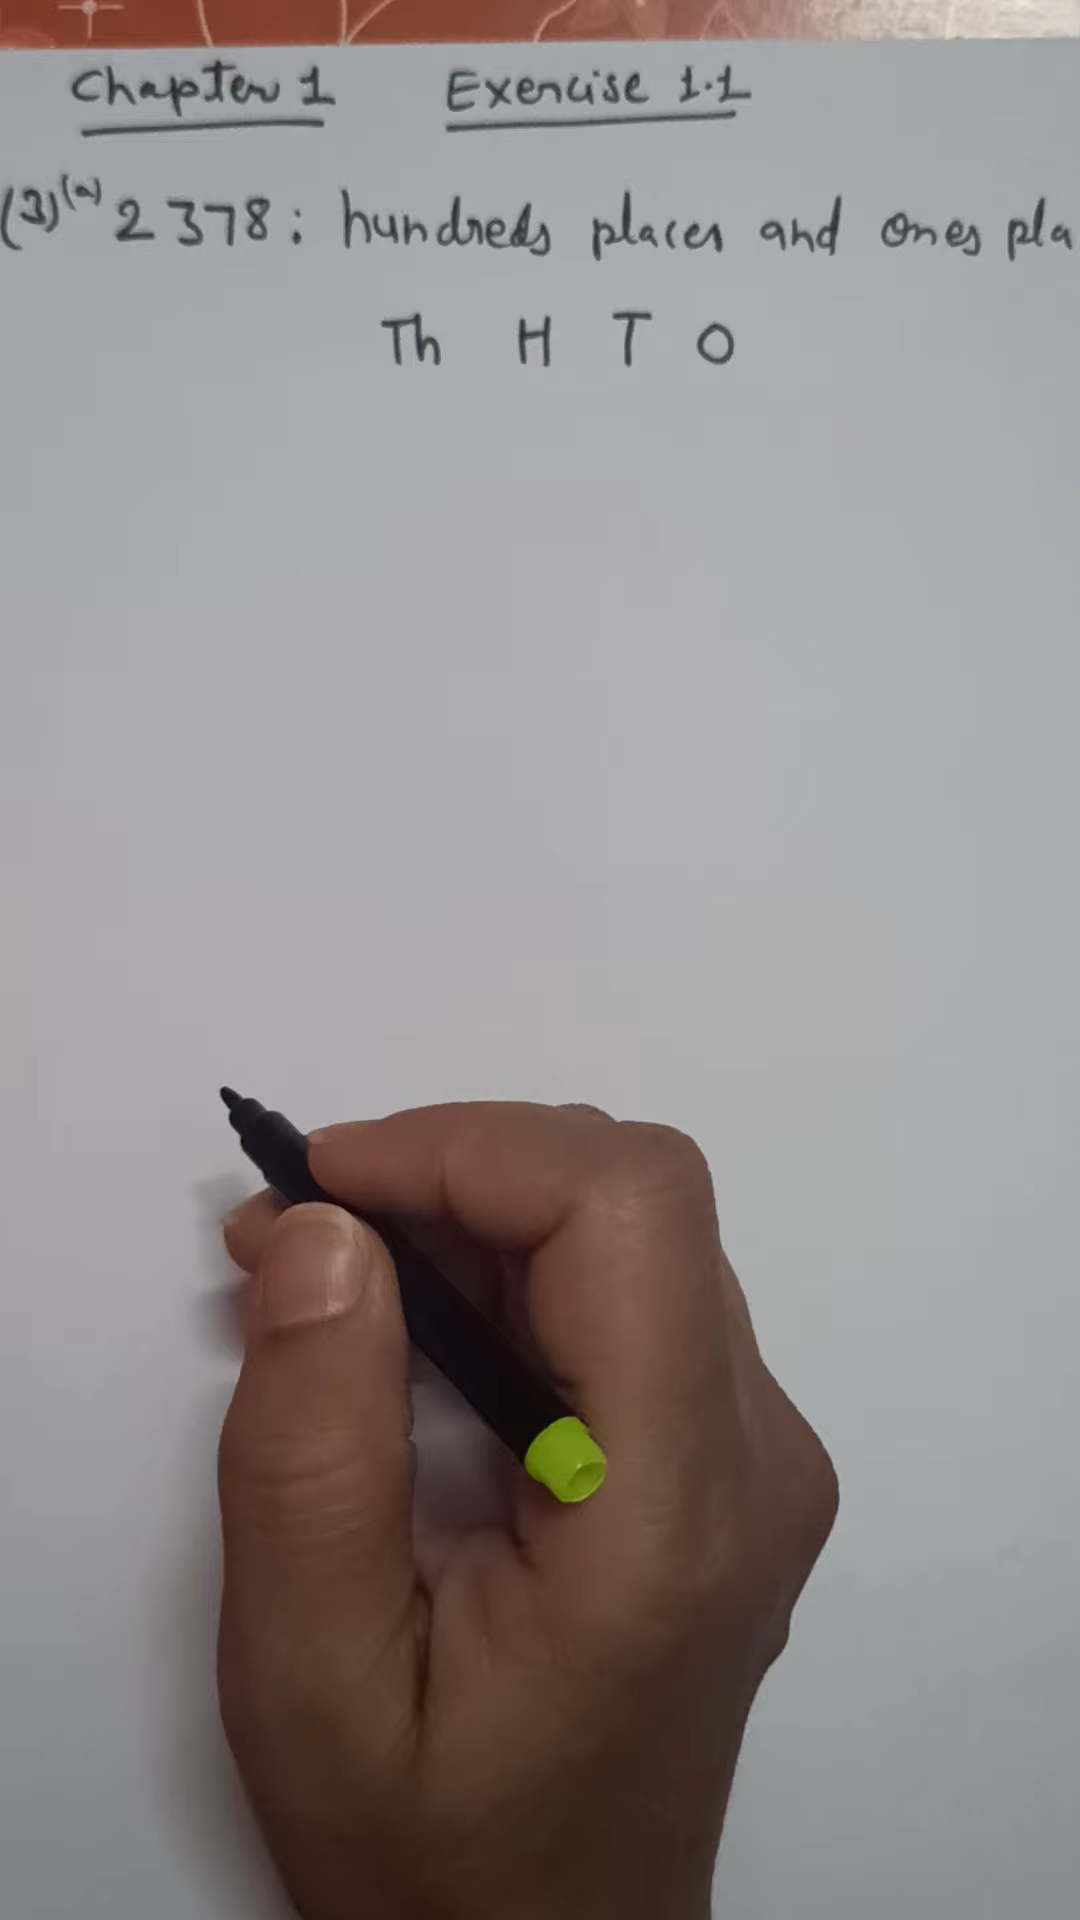 Chapter 1 Exercise 1.1
(3)(a) 2378: hundreds places and ones pla
Th H T O